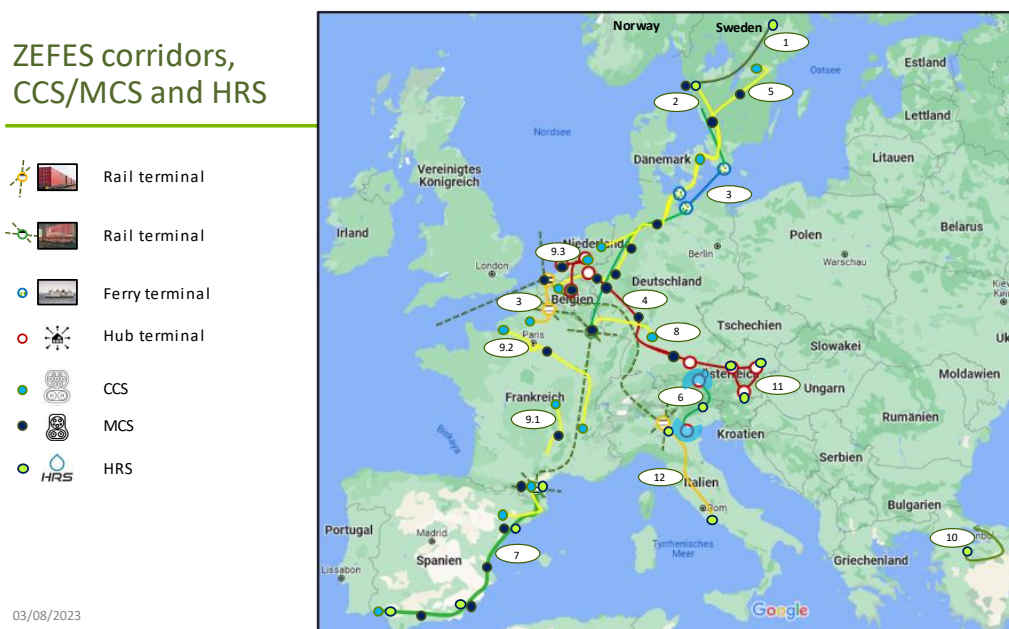 ZEFES corridors,
CCS/MCS and HRS
Rail terminal
Rail terminal
Ferry terminal
Hub terminal
CCS
MCS
HRS
HRS
03/08/2023
Norway
Sweden
1
Ostsee
Estland
2
5
Lettland
Nordsee
Dänemark
Litauen
Vereinigtes
Königreich
3
Irland
Belarus
Polen
9.3
Niederland
Berlin
Warschau
London
Deutschland
Belgien
3
4
Tschechien
8
Paris
9.2
Slowakei
Österreich
11
Moldawien
Ungarn
Frankreich
6
9.1
Rumänien
Kroatien
Biskaya
Serbien
12
Italien
Bulgarien
Rom
Portugal
Madrid
10
Spanien
7
Tyrrhenisches
Meer
Griechenland
Lissabon
Google